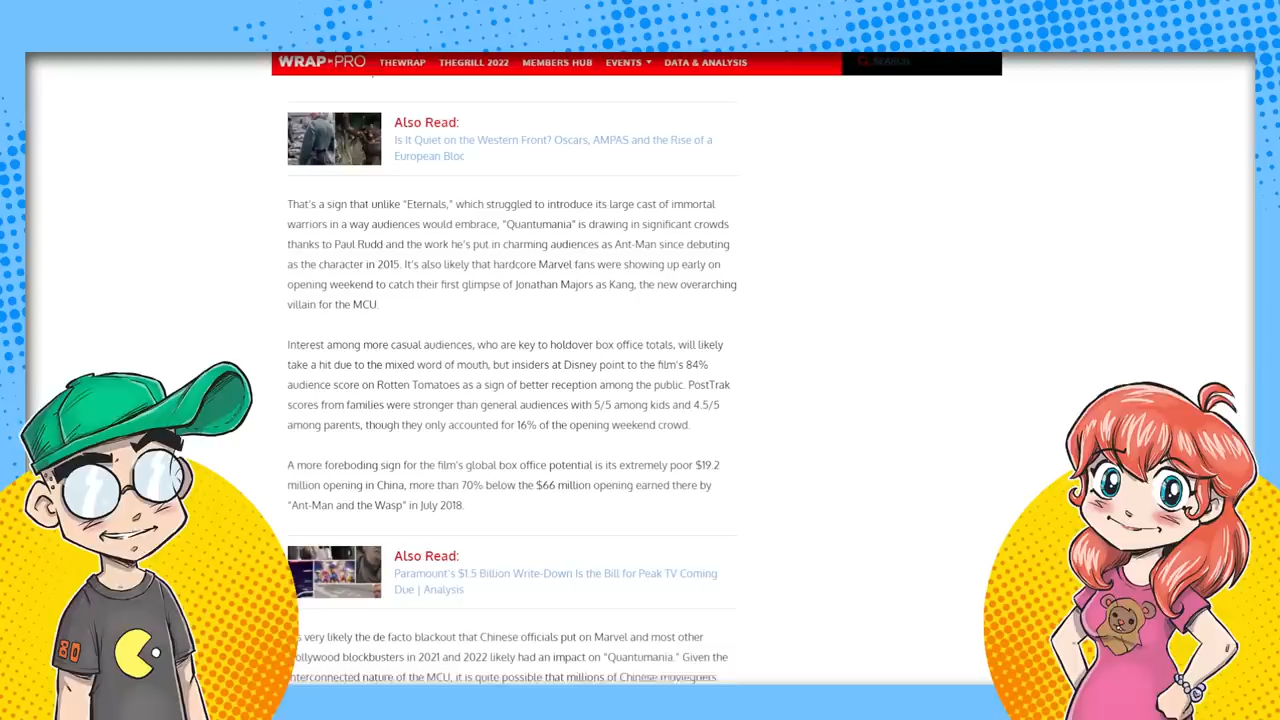 WRAP PRO THEWRAP THEGRILL 2022 MEMBERS HUB EVENTS DATA & ANALYSIS SEARCH
Also Read:
Is It Quiet on the Western Front? Oscars, AMPAS and the Rise of a
European Bloc
That's a sign that unlike "Eternals," which struggled to introduce its large cast of immortal
warriors in a way audiences would embrace, "Quantumania" is drawing in significant crowds
thanks to Paul Rudd and the work he's put in charming audiences as Ant-Man since debuting
as the character in 2015. It's also likely that hardcore Marvel fans were showing up early on
opening weekend to catch their first glimpse of Jonathan Majors as Kang, the new overarching
villain for the MCU.
Interest among more casual audiences, who are key to holdover box office totals, will likely
take a hit due to the mixed word of mouth, but insiders at Disney point to the film's 84%
audience score on Rotten Tomatoes as a sign of better reception among the public. PostTrak
scores from families were stronger than general audiences with 5/5 among kids and 4.5/5
among parents, though they only accounted for 16% of the opening weekend crowd.
A more foreboding sign for the film's global box office potential is its extremely poor $19.2
million opening in China, more than 70% below the $66 million opening earned there by
"Ant-Man and the Wasp" in July 2018.
Also Read:
Paramount's $1.5 Billion Write-Down Is the Bill for Peak TV Coming
Due | Analysis
very likely the de facto blackout that Chinese officials put on Marvel and most other
ollywood blockbusters in 2021 and 2022 likely had an impact on "Quantumania." Given the
interconnected nature of the MCU, it is quite possible that millions of Chinese moviegoers
80